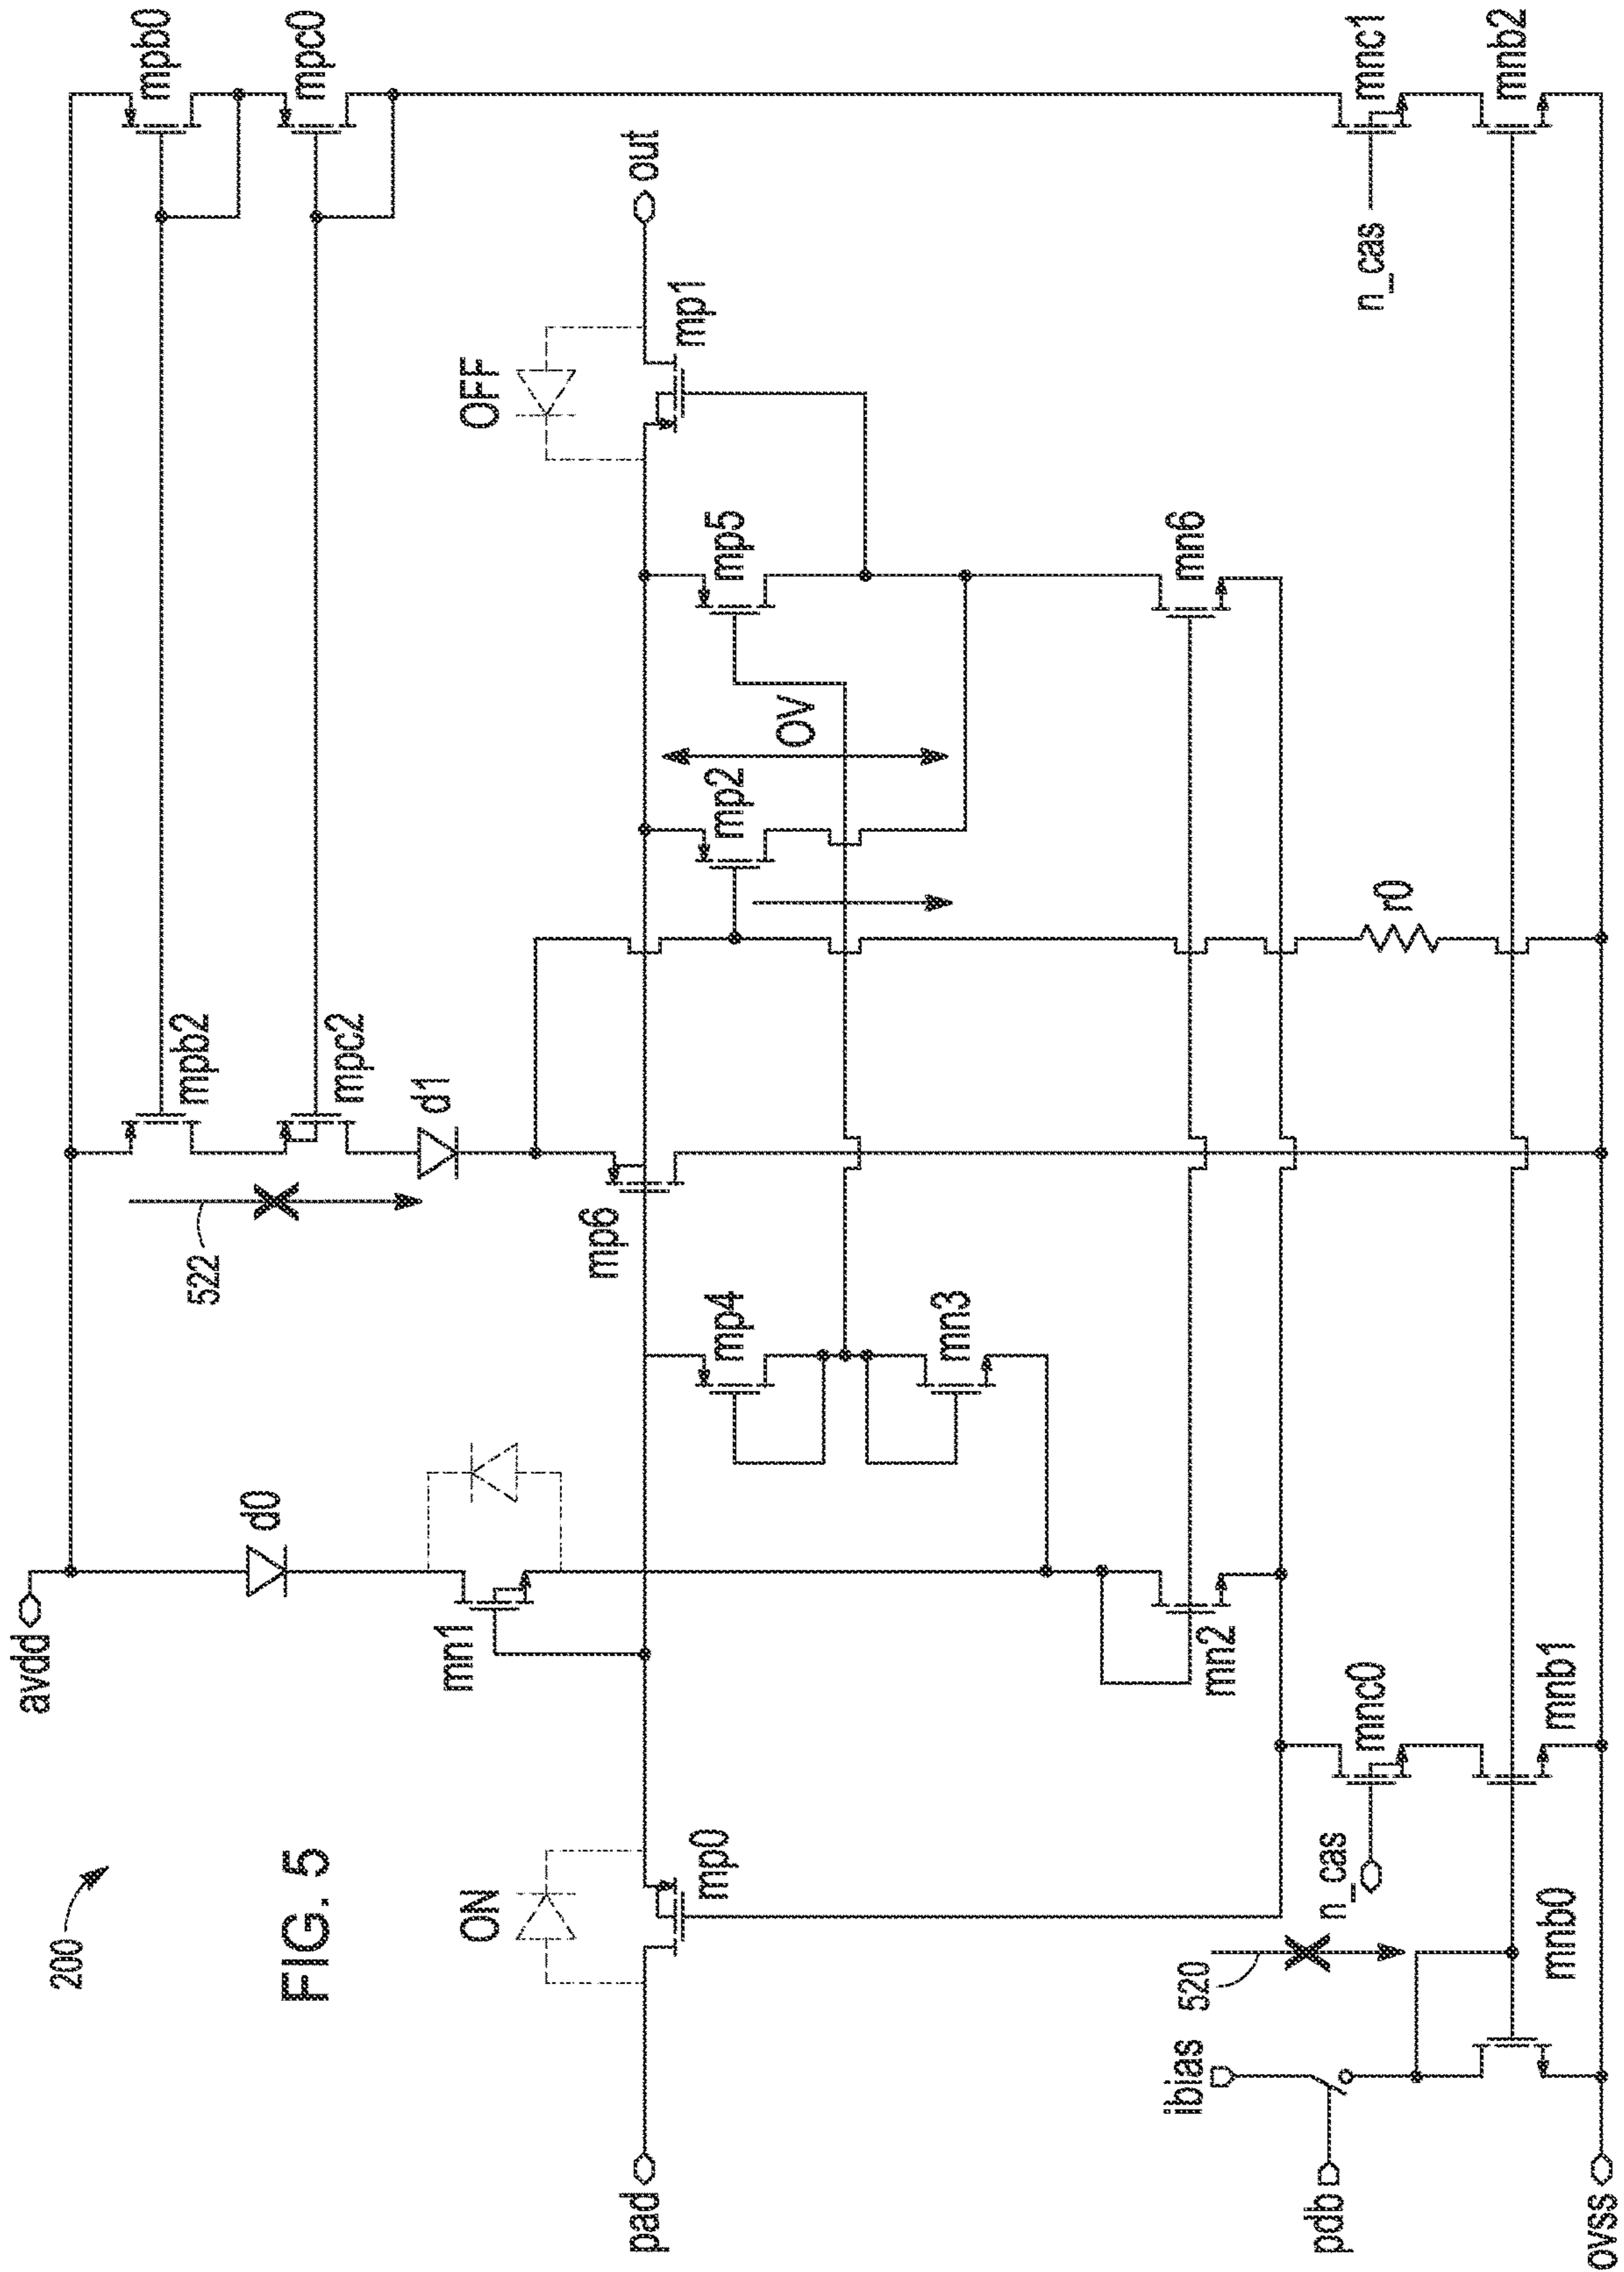 200
FIG. 5
avdd
d0
mn1
522
mpb2
mpc2
d1
mpb0
mpc0
pad
ON
mp0
mp4
mn3
mp6
mp2
OV
mp5
OFF
mp1
out
mn2
mn6
r0
ibias
pdb
520
n_cas
mnc0
mnb0
mnb1
n_cas
mnc1
mnb2
ovss